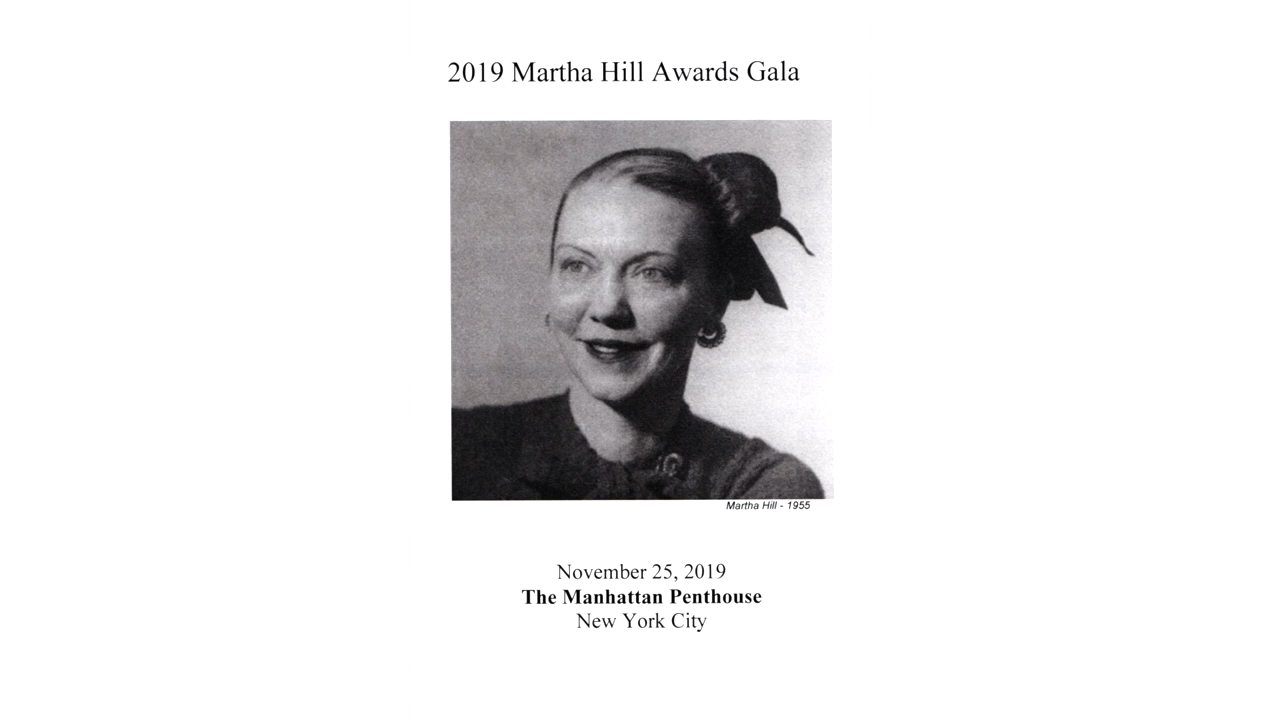 2019 Martha Hill Awards Gala
Martha Hill - 1955
November 25, 2019
The Manhattan Penthouse
New York City